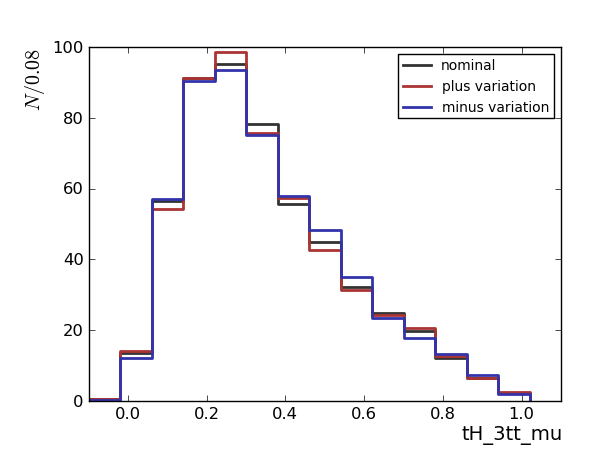 N/0.08
100
80
60
40
20
0
nominal
plus variation
minus variation
0.0 0.2 0.4 0.6 0.8 1.0
tH_3tt_mu